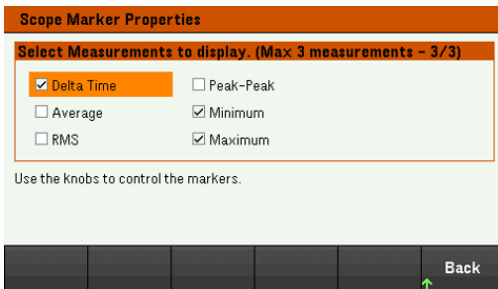 Scope Marker Properties
Select Measurements to display. (Max 3 measurements - 3/3)
Delta Time
Peak-Peak
Average
Minimum
RMS
Maximum
Use the knobs to control the markers.
Back